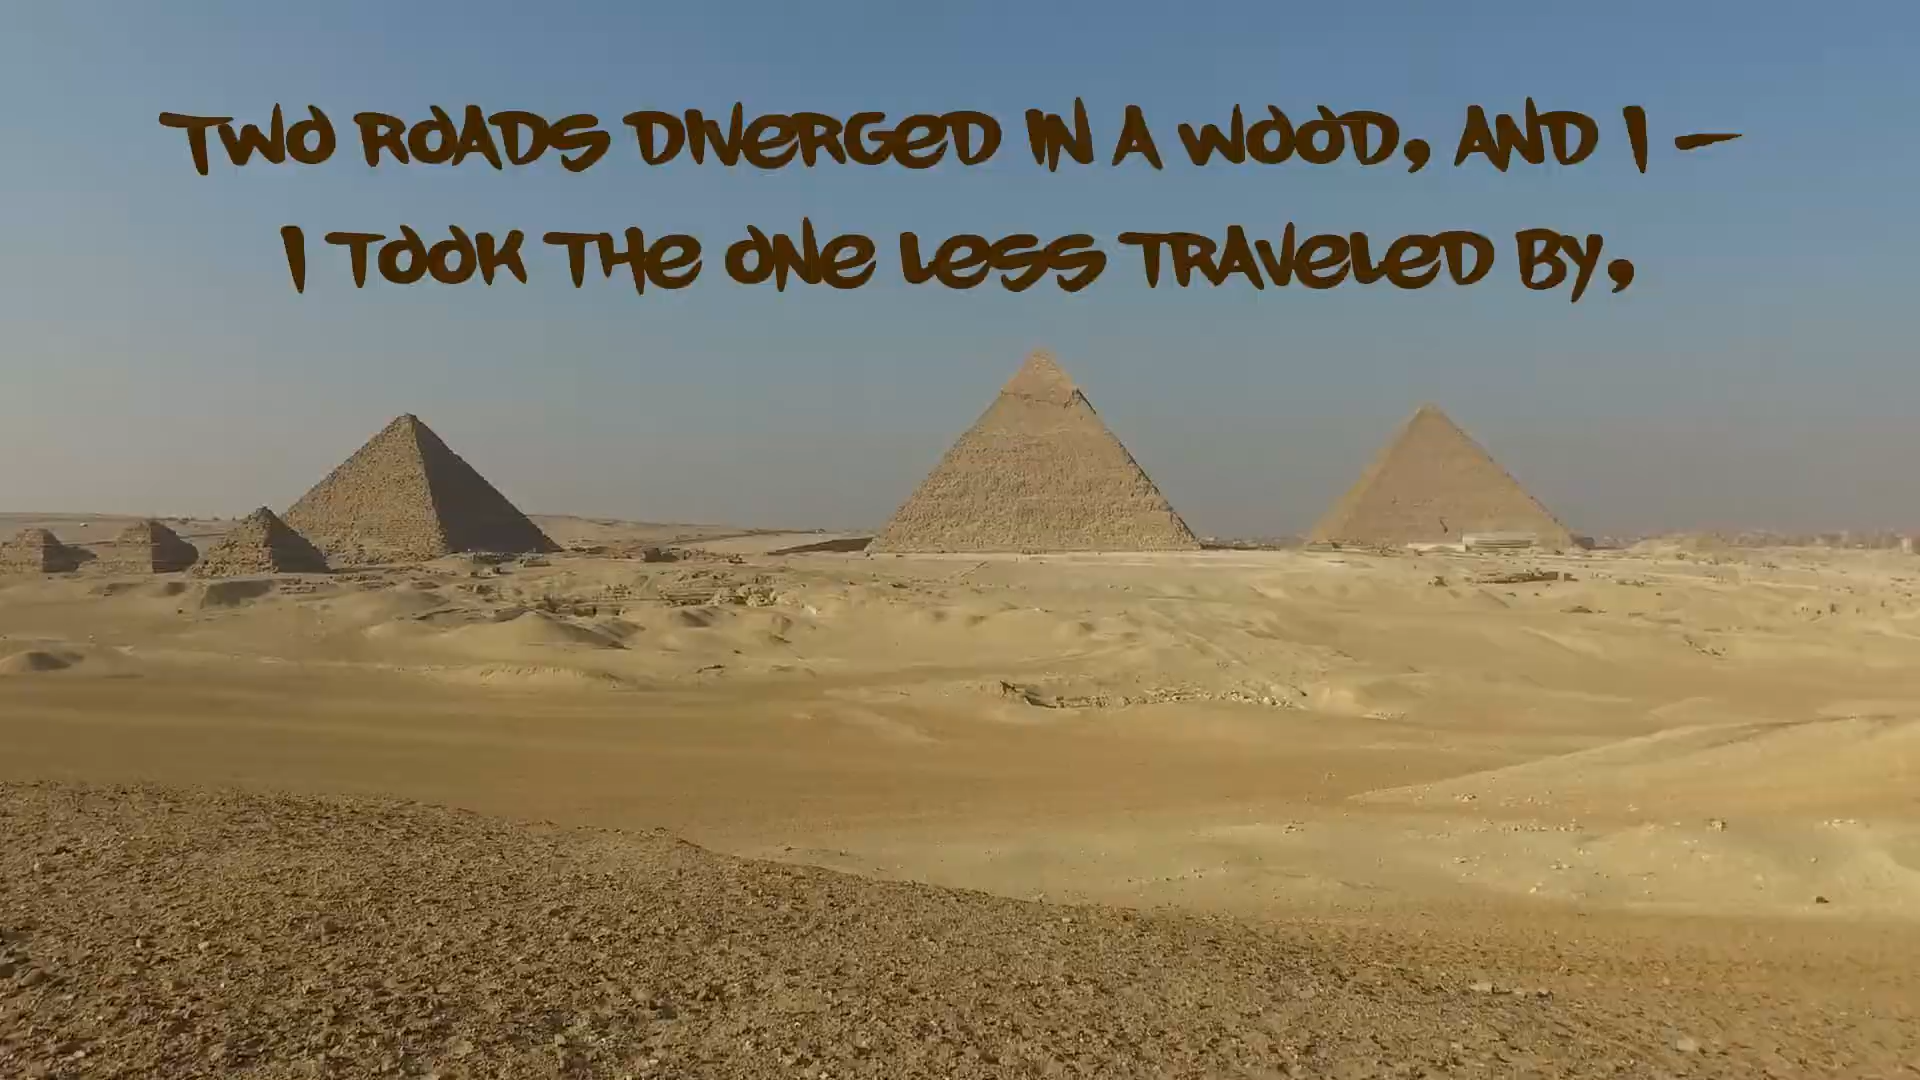 TWO ROADS DIVERGED IN A WOOD, AND I –
I TOOK THE ONE LESS TRAVELED BY,